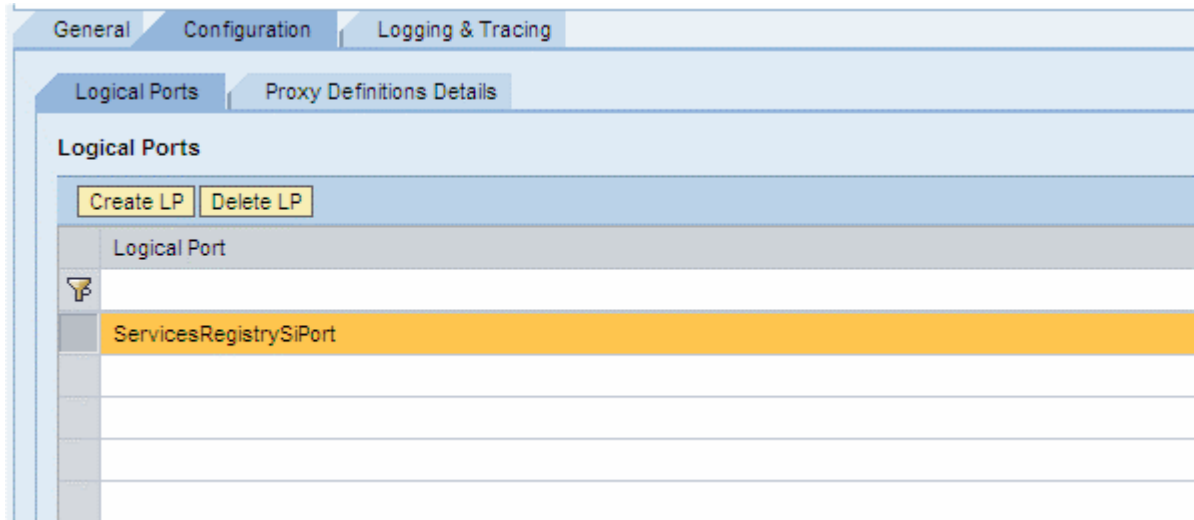 General Configuration Logging & Tracing
Logical Ports Proxy Definitions Details
Logical Ports
Create LP Delete LP
Logical Port
ServicesRegistrySiPort